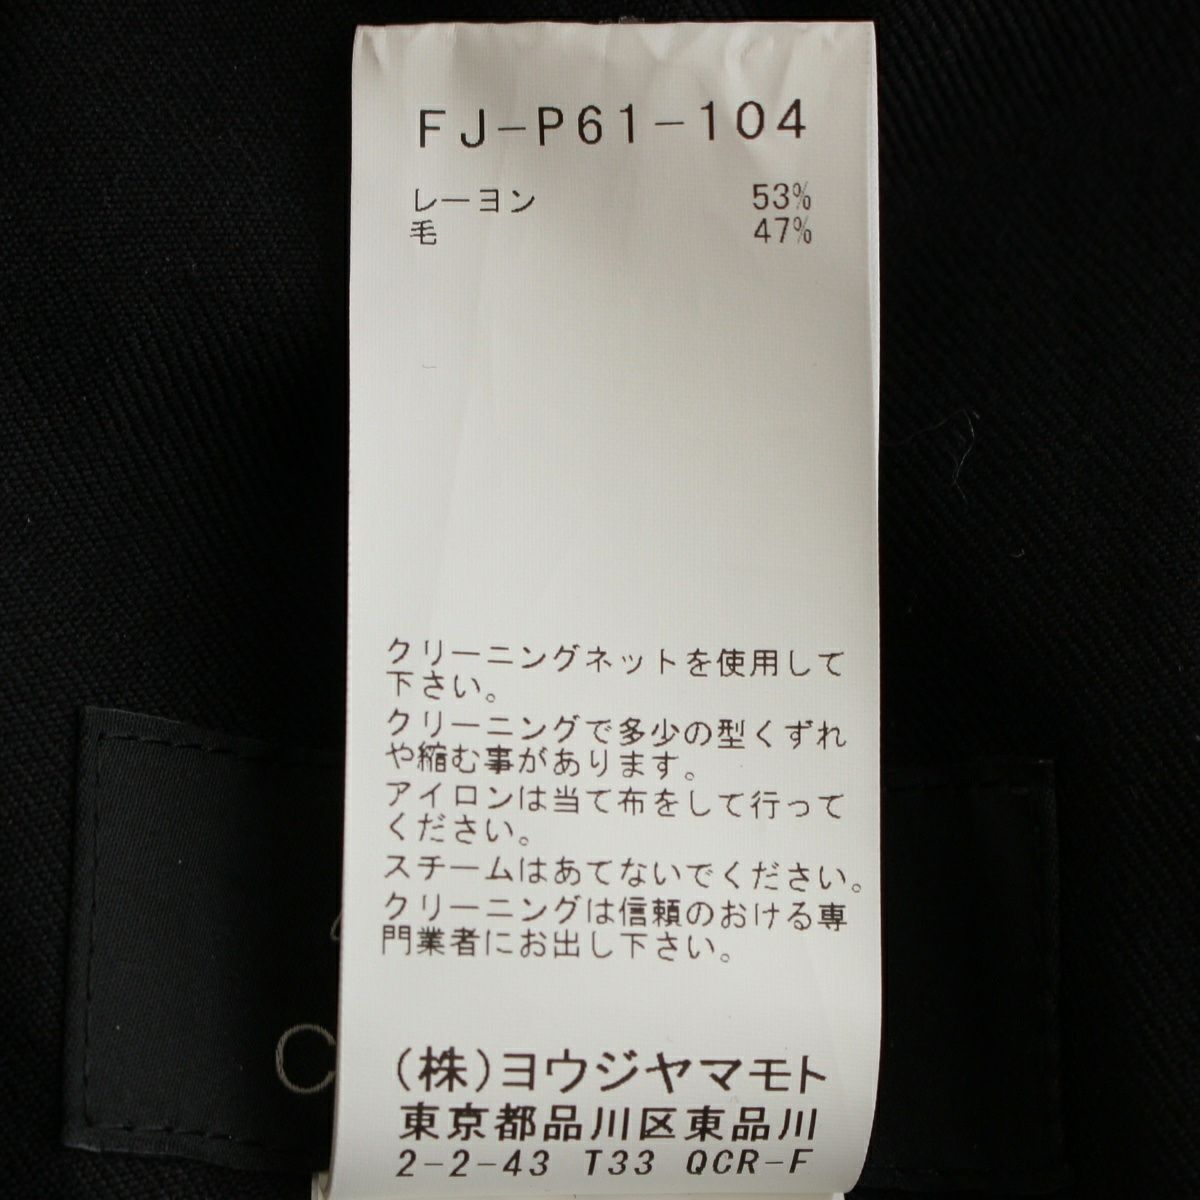 FJ-P61-104
レーヨン 53%
毛 47%
クリーニングネットを使用して
下さい。
クリーニングで多少の型くずれ
や縮む事があります。
アイロンは当て布をして行って
ください。
スチームはあてないでください。
クリーニングは信頼のおける専
門業者にお出し下さい。
(株)ヨウジヤマモト
東京都品川区東品川
2-2-43 T33 QCR-F